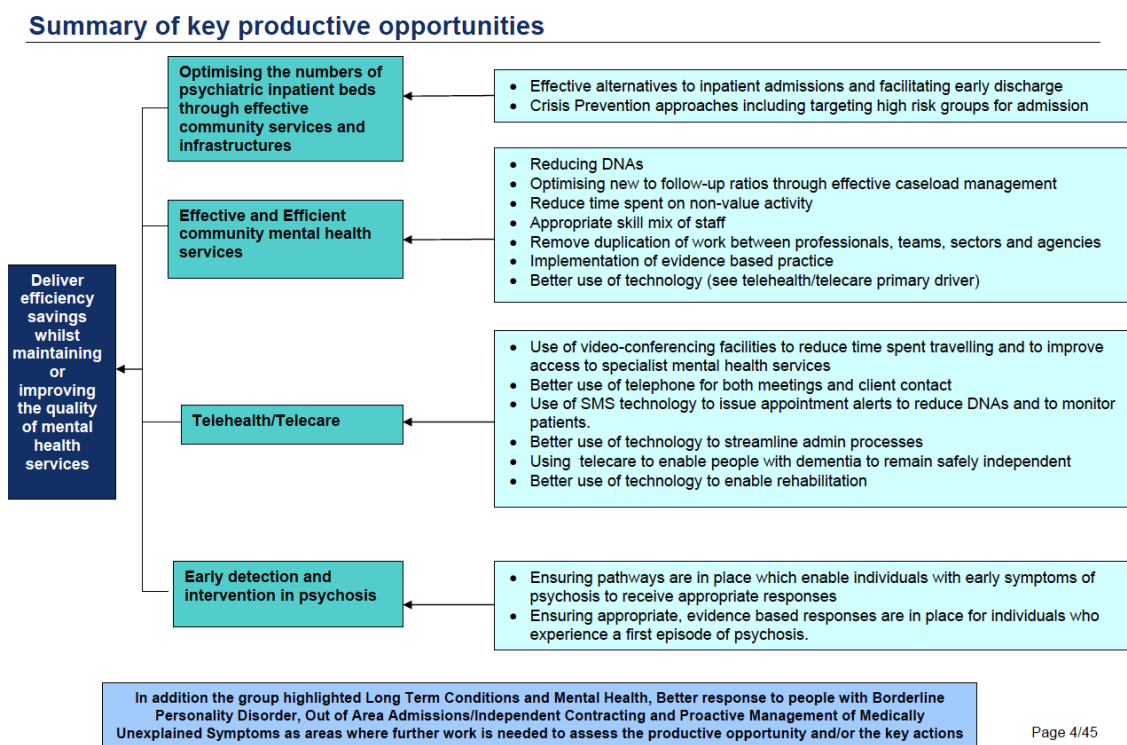 Summary of key productive opportunities
Optimising the numbers of
psychiatric inpatient beds
through effective
community services and
infrastructures
• Effective alternatives to inpatient admissions and facilitating early discharge
• Crisis Prevention approaches including targeting high risk groups for admission
Effective and Efficient
community mental health
services
• Reducing DNAs
• Optimising new to follow-up ratios through effective caseload management
• Reduce time spent on non-value activity
• Appropriate skill mix of staff
• Remove duplication of work between professionals, teams, sectors and agencies
• Implementation of evidence based practice
• Better use of technology (see telehealth/telecare primary driver)
Deliver
efficiency
savings
whilst
maintaining
or
improving
the quality
of mental
health
services
Telehealth/Telecare
• Use of video-conferencing facilities to reduce time spent travelling and to improve
access to specialist mental health services
• Better use of telephone for both meetings and client contact
• Use of SMS technology to issue appointment alerts to reduce DNAs and to monitor
patients.
• Better use of technology to streamline admin processes
• Using telecare to enable people with dementia to remain safely independent
• Better use of technology to enable rehabilitation
Early detection and
intervention in psychosis
• Ensuring pathways are in place which enable individuals with early symptoms of
psychosis to receive appropriate responses
• Ensuring appropriate, evidence based responses are in place for individuals who
experience a first episode of psychosis.
In addition the group highlighted Long Term Conditions and Mental Health, Better response to people with Borderline
Personality Disorder, Out of Area Admissions/Independent Contracting and Proactive Management of Medically
Unexplained Symptoms as areas where further work is needed to assess the productive opportunity and/or the key actions
Page 4/45